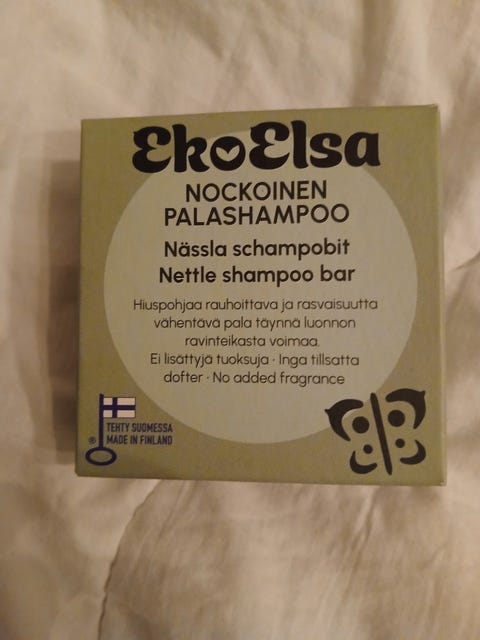 EkoElsa
NOCKOINEN
PALASHAMPOO
Nässla schampobit
Nettle shampoo bar
Hiuspohjaa rauhoittava ja rasvaisuutta
vähentävä pala täynnä luonnon
ravinteikasta voimaa.
Ei lisättyjä tuoksuja · Inga tillsatta
dofter · No added fragrance
TEHTY SUOMESSA
® MADE IN FINLAND